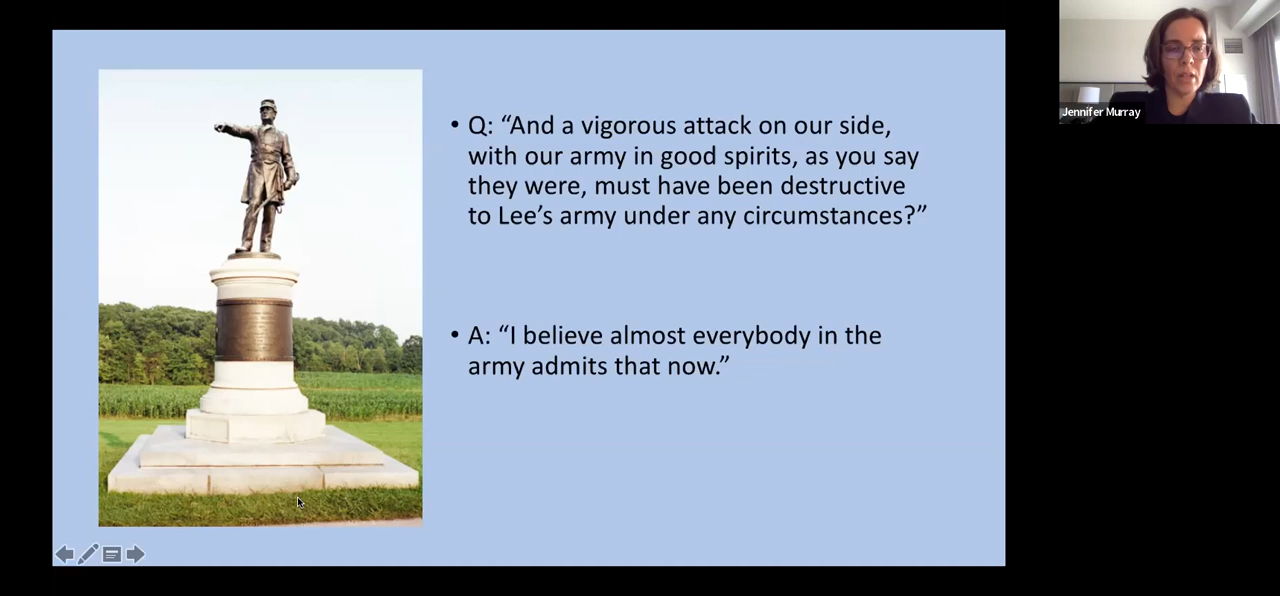 • Q: “And a vigorous attack on our side,
with our army in good spirits, as you say
they were, must have been destructive
to Lee’s army under any circumstances?”
• A: “I believe almost everybody in the
army admits that now.”
Jennifer Murray